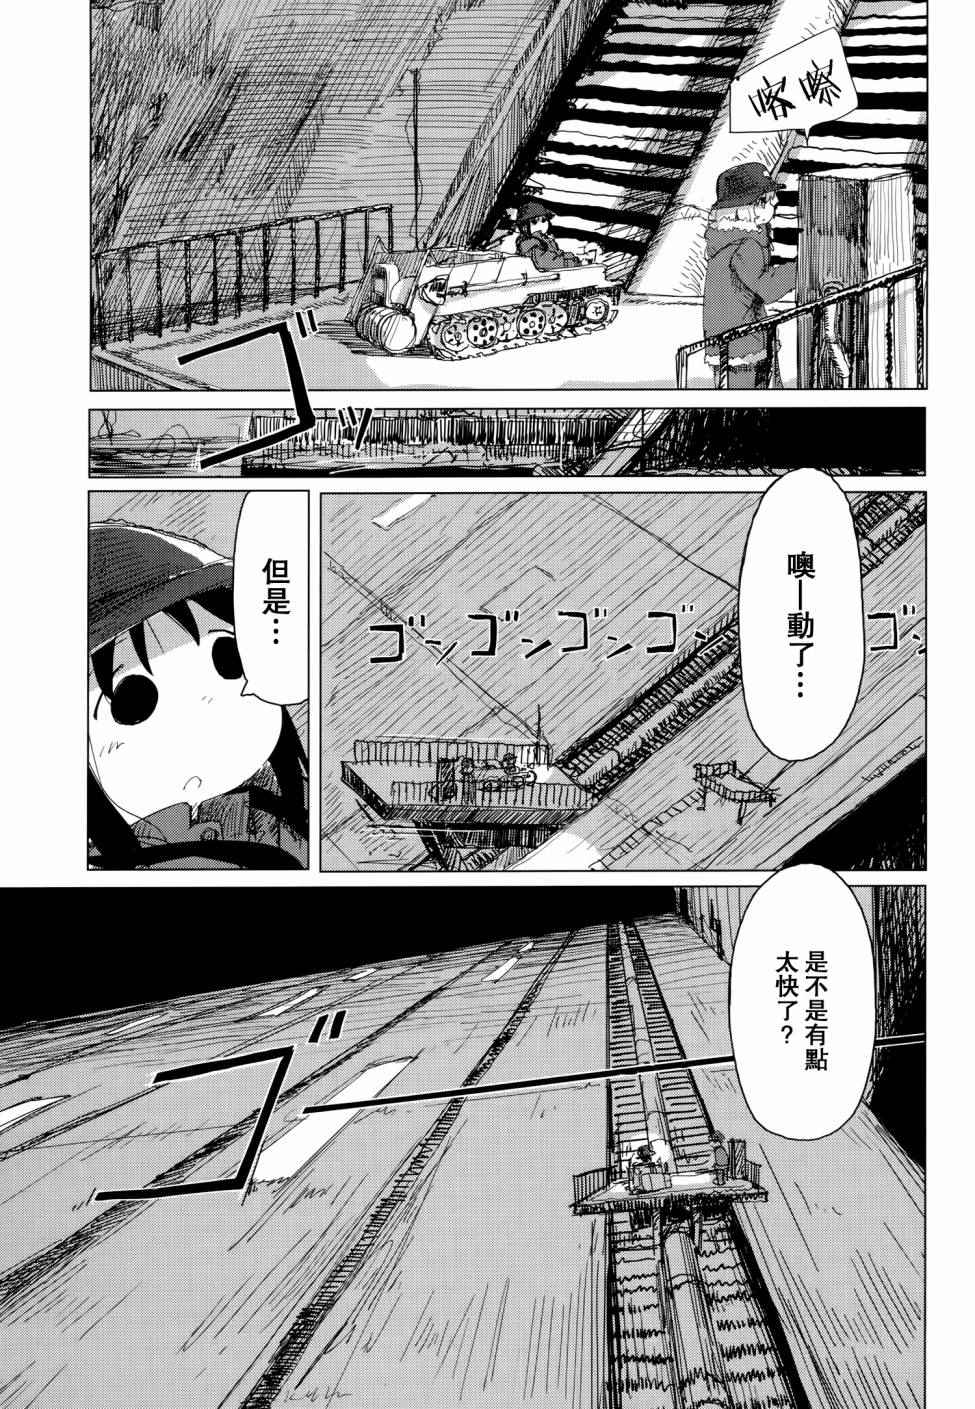 喀嚓
ゴッ
噢—動了…
ゴンゴンゴンゴンゴン
但是…
是不是有點
太快了？
ゴー